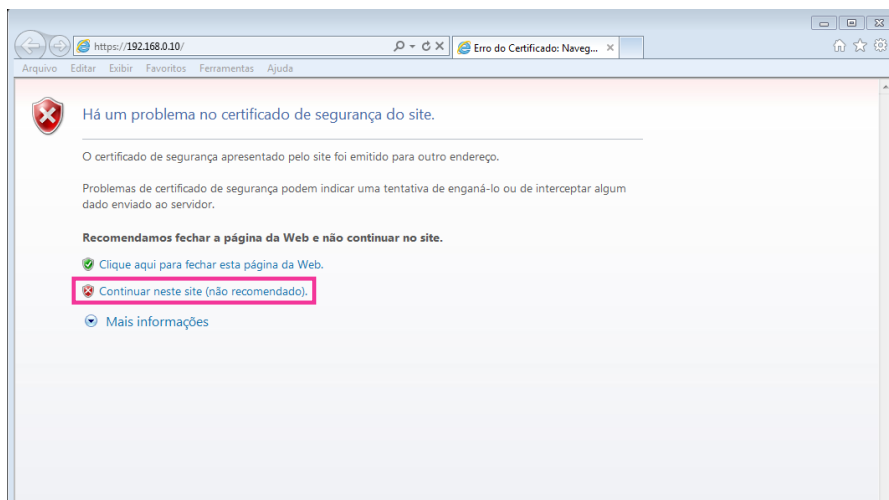 https://192.168.0.10/
Erro do Certificado: Naveg...
Arquivo Editar Exibir Favoritos Ferramentas Ajuda
Há um problema no certificado de segurança do site.
O certificado de segurança apresentado pelo site foi emitido para outro endereço.
Problemas de certificado de segurança podem indicar uma tentativa de enganá-lo ou de interceptar algum
dado enviado ao servidor.
Recomendamos fechar a página da Web e não continuar no site.
Clique aqui para fechar esta página da Web.
Continuar neste site (não recomendado).
Mais informações